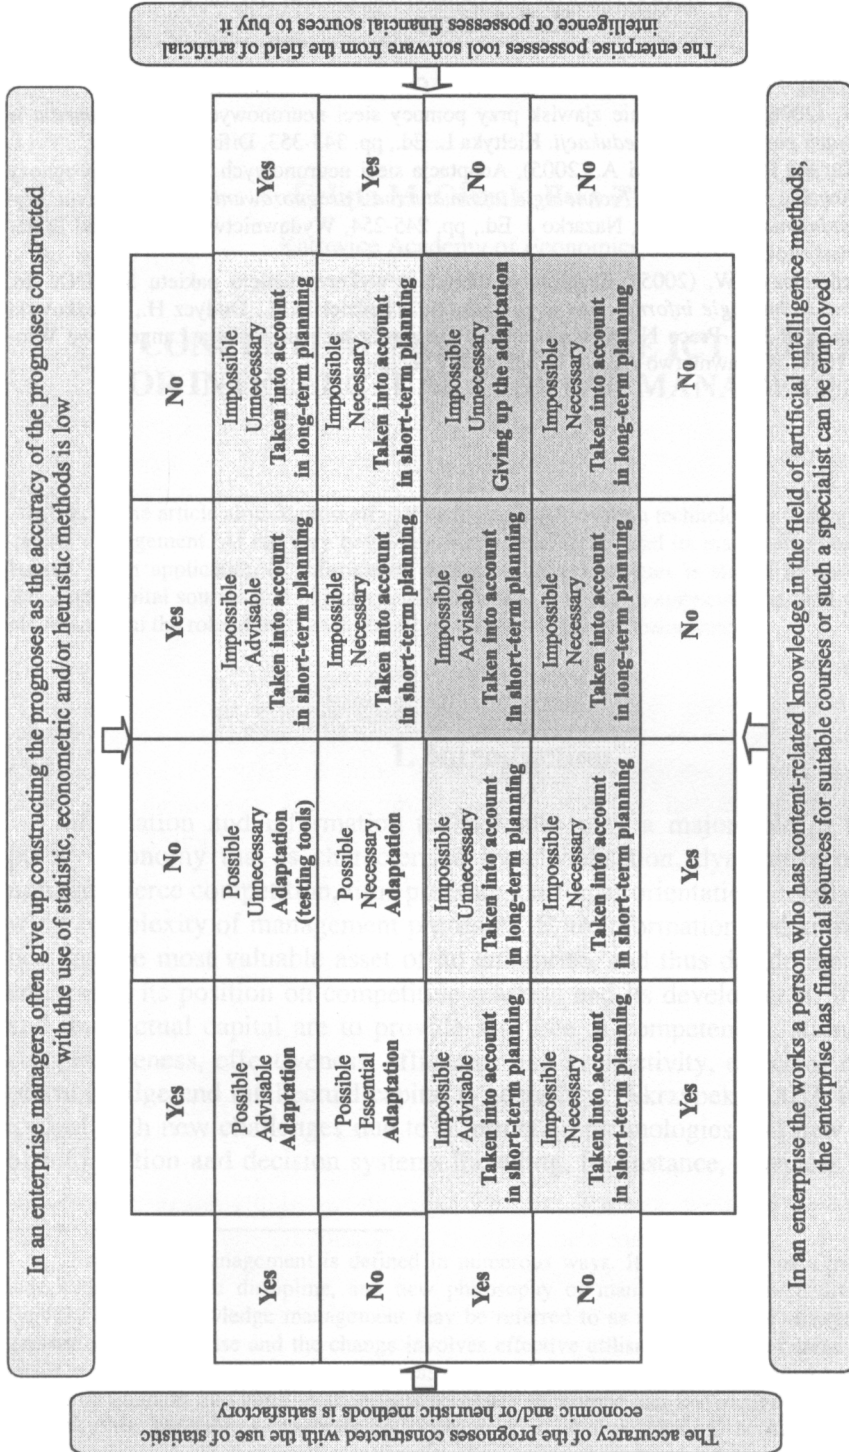 In an enterprise managers often give up constructing the prognoses as the accuracy of the prognoses constructed
with the use of statistic, econometric and/or heuristic methods is low
The accurarcy of the prognoses constructed with the use of statistic
economic and/or heuristic methods is satisfactory
Yes
No
Yes
No
Yes
Possible
Advisable
Adaptation
Possible
Unnecessary
Adaptation
(testing tools)
Impossible
Advisable
Taken into account
in short-term planning
Impossible
Unnecessary
Taken into account
in long-term planning
Yes
No
Possible
Essential
Adaptation
Possible
Necessary
Adaptation
Impossible
Necessary
Taken into account
in short-term planning
Impossible
Necessary
Taken into account
in short-term planning
Yes
Yes
Impossible
Advisable
Taken into account
in short-term planning
Impossible
Unnecessary
Taken into account
in long-term planning
Impossible
Advisable
Taken into account
in short-term planning
Impossible
Unnecessary
Giving up the adaptation
No
No
Impossible
Necessary
Taken into account
in short-term planning
Impossible
Necessary
Taken into account
in short-term planning
Impossible
Necessary
Taken into account
in long-term planning
Impossible
Necessary
Taken into account
in long-term planning
No
Yes
Yes
No
No
The enterprise possesses tool software from the field of artificial
intelligence or possesses financial sources to buy it
In an enterprise the works a person who has content-related knowledge in the field of artificial intelligence methods;
the enterprise has financial sources for suitable courses or such a specialist can be employed